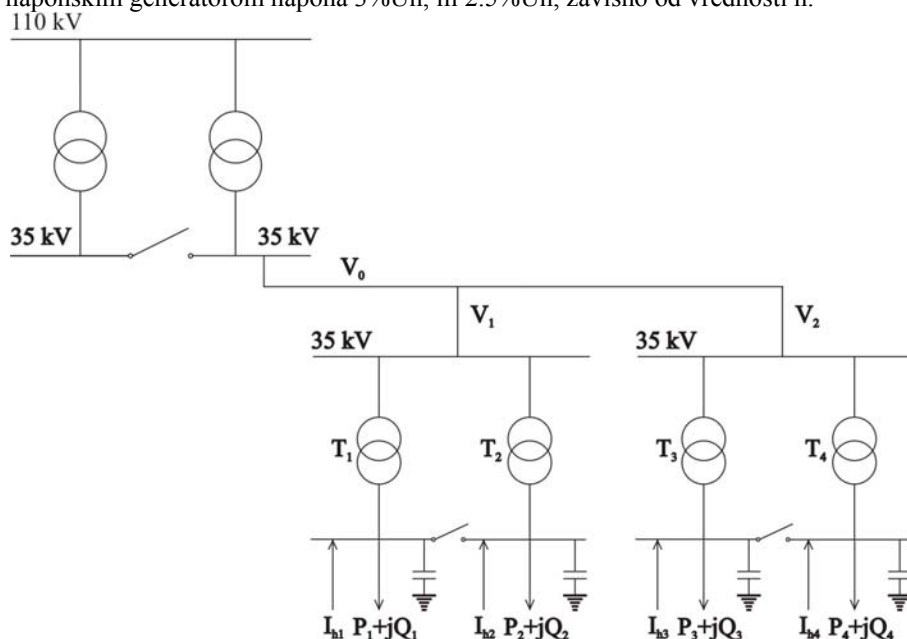 naponskim generatorom napona 5%Un, ili 2.5%Un, zavisno od vrednosti n.
110 kV
35 kV
35 kV
V₀
V₁
V₂
35 kV
35 kV
T₁
T₂
T₃
T₄
Iₕ₁ P₁+jQ₁
Iₕ₂ P₂+jQ₂
Iₕ₃ P₃+jQ₃
Iₕ₄ P₄+jQ₄